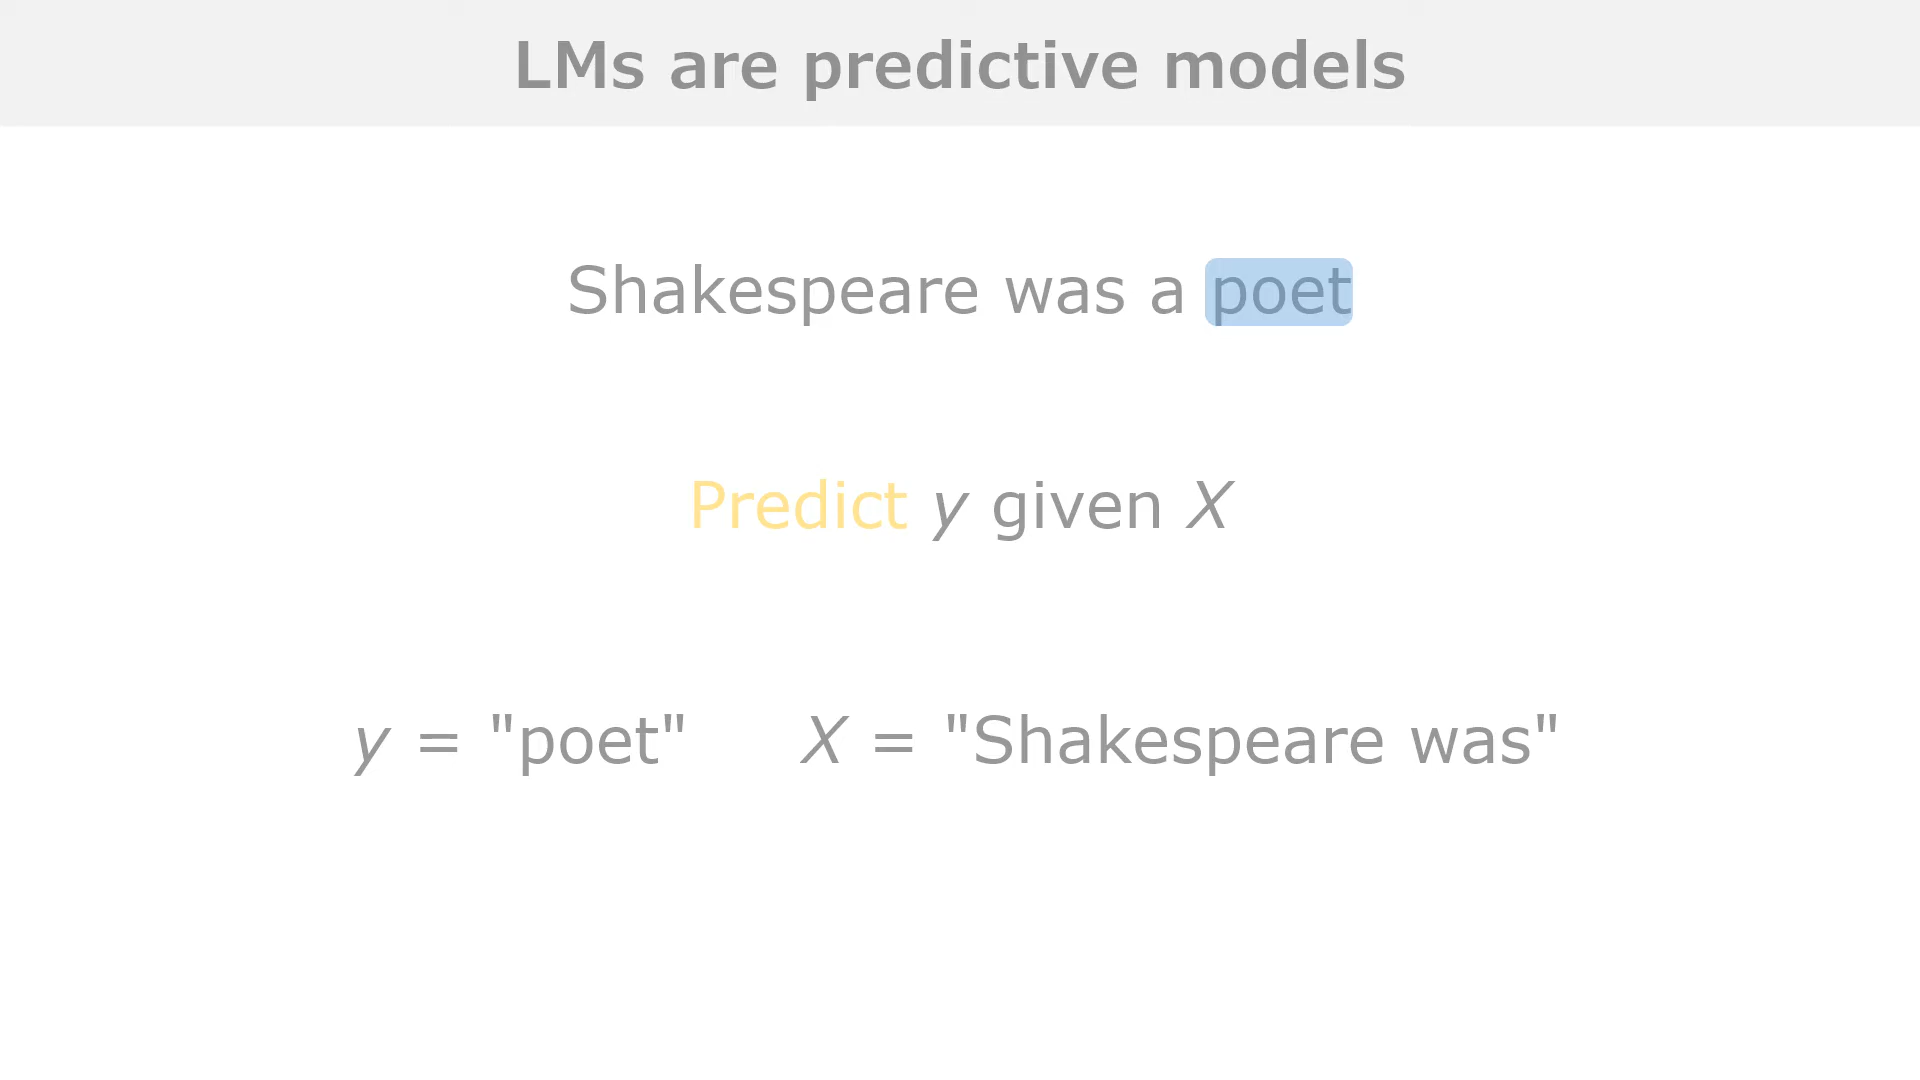 LMs are predictive models
Shakespeare was a poet
Predict y given X
y = "poet" X = "Shakespeare was"